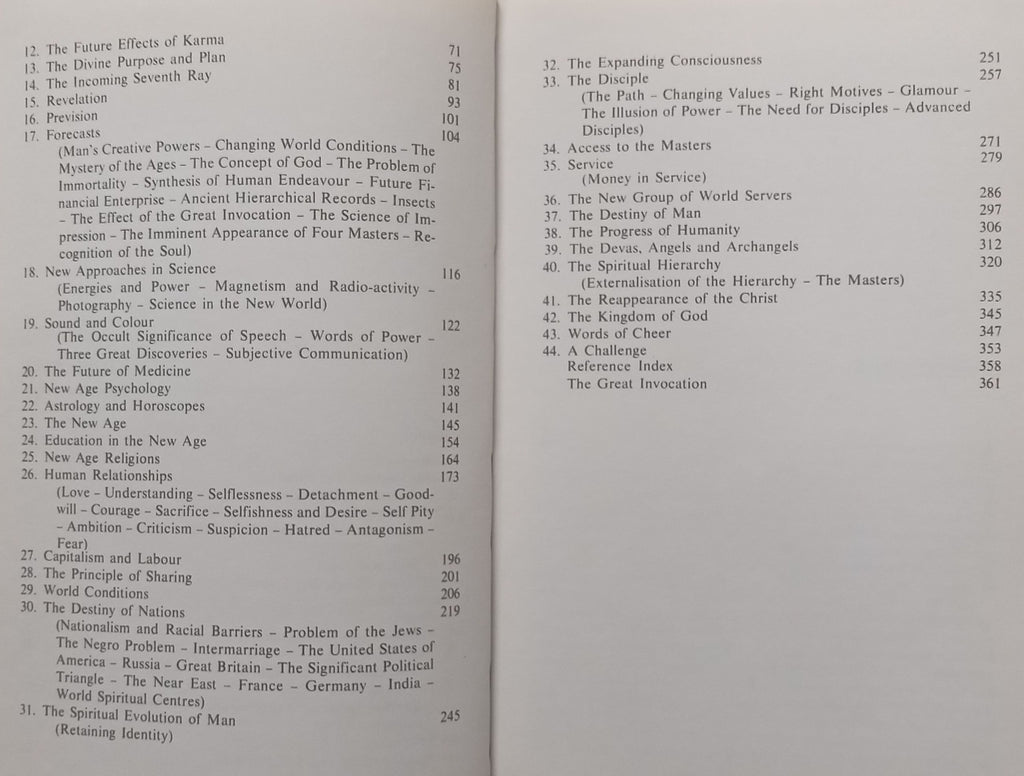 12. The Future Effects of Karma 71
13. The Divine Purpose and Plan 75
14. The Incoming Seventh Ray 81
15. Revelation 93
16. Prevision 101
17. Forecasts 104
(Man's Creative Powers – Changing World Conditions – The
Mystery of the Ages – The Concept of God – The Problem of
Immortality – Synthesis of Human Endeavour – Future Fi-
nancial Enterprise – Ancient Hierarchical Records – Insects
– The Effect of the Great Invocation – The Science of Im-
pression – The Imminent Appearance of Four Masters – Re-
cognition of the Soul)
18. New Approaches in Science 116
(Energies and Power – Magnetism and Radio-activity –
Photography – Science in the New World)
19. Sound and Colour 122
(The Occult Significance of Speech – Words of Power –
Three Great Discoveries – Subjective Communication)
20. The Future of Medicine 132
21. New Age Psychology 138
22. Astrology and Horoscopes 141
23. The New Age 145
24. Education in the New Age 154
25. New Age Religions 164
26. Human Relationships 173
(Love – Understanding – Selflessness – Detachment – Good-
will – Courage – Sacrifice – Selfishness and Desire – Self Pity
– Ambition – Criticism – Suspicion – Hatred – Antagonism –
Fear)
27. Capitalism and Labour 196
28. The Principle of Sharing 201
29. World Conditions 206
30. The Destiny of Nations 219
(Nationalism and Racial Barriers – Problem of the Jews –
The Negro Problem – Intermarriage – The United States of
America – Russia – Great Britain – The Significant Political
Triangle – The Near East – France – Germany – India –
World Spiritual Centres)
31. The Spiritual Evolution of Man 245
(Retaining Identity)
32. The Expanding Consciousness 251
33. The Disciple 257
(The Path – Changing Values – Right Motives – Glamour –
The Illusion of Power – The Need for Disciples – Advanced
Disciples)
34. Access to the Masters 271
35. Service 279
(Money in Service)
36. The New Group of World Servers 286
37. The Destiny of Man 297
38. The Progress of Humanity 306
39. The Devas, Angels and Archangels 312
40. The Spiritual Hierarchy 320
(Externalisation of the Hierarchy – The Masters)
41. The Reappearance of the Christ 335
42. The Kingdom of God 345
43. Words of Cheer 347
44. A Challenge 353
Reference Index 358
The Great Invocation 361